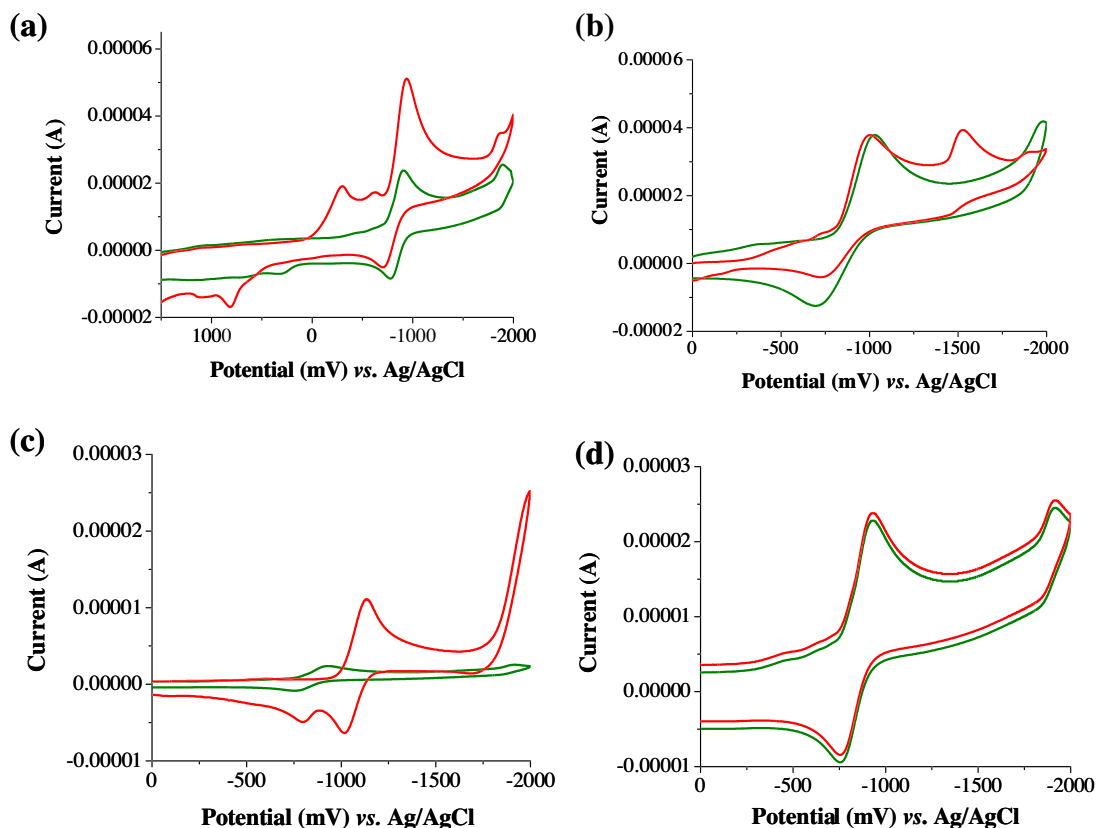 (a)
0.00006
0.00004
0.00002
0.00000
-0.00002
Current (A)
1000 0 -1000 -2000
Potential (mV) vs. Ag/AgCl
(b)
0.00006
0.00004
0.00002
0.00000
-0.00002
Current (A)
0 -500 -1000 -1500 -2000
Potential (mV) vs. Ag/AgCl
(c)
0.00003
0.00002
0.00001
0.00000
-0.00001
Current (A)
0 -500 -1000 -1500 -2000
Potential (mV) vs. Ag/AgCl
(d)
0.00003
0.00002
0.00001
0.00000
-0.00001
Current (A)
0 -500 -1000 -1500 -2000
Potential (mV) vs. Ag/AgCl